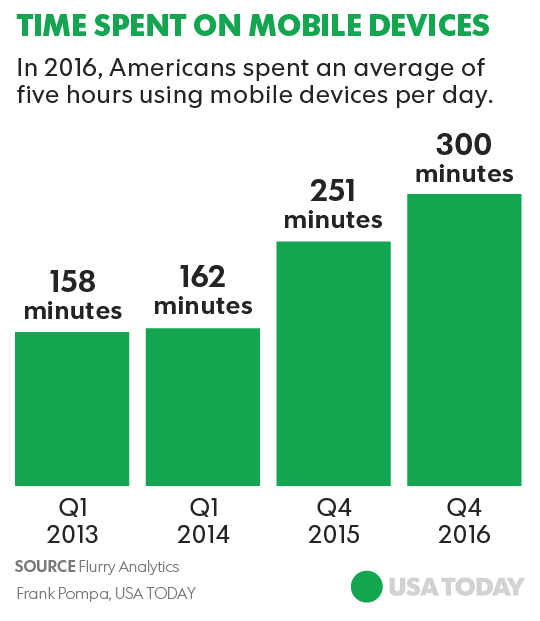 TIME SPENT ON MOBILE DEVICES
In 2016, Americans spent an average of
five hours using mobile devices per day.
158
minutes
162
minutes
251
minutes
300
minutes
Q1
2013
Q1
2014
Q4
2015
Q4
2016
SOURCE Flurry Analytics
Frank Pompa, USA TODAY
USA TODAY